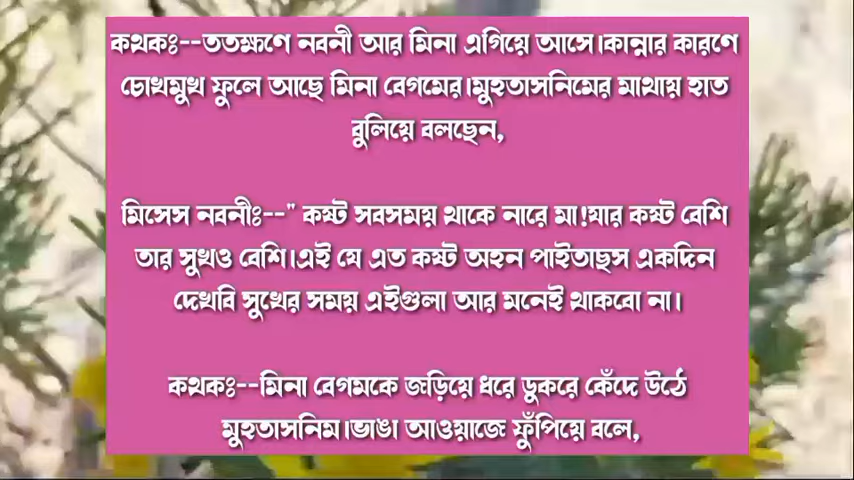 কথকঃ--ততক্ষণে নবনী আর মিনা এগিয়ে আসে।কান্নার কারণে
চোখমুখ ফুলে আছে মিনা বেগমের।মুহতাসনিমের মাথায় হাত
বুলিয়ে বলছেন,
মিসেস নবনীঃ--" কষ্ট সবসময় থাকে নারে মা!যার কষ্ট বেশি
তার সুখও বেশি।এই যে এত কষ্ট অহন পাইতাছস একদিন
দেখবি সুখের সময় এইগুলা আর মনেই থাকবো না।
কথকঃ--মিনা বেগমকে জড়িয়ে ধরে ডুকরে কেঁদে উঠে
মুহতাসনিম।ভাঙা আওয়াজে ফুঁপিয়ে বলে,